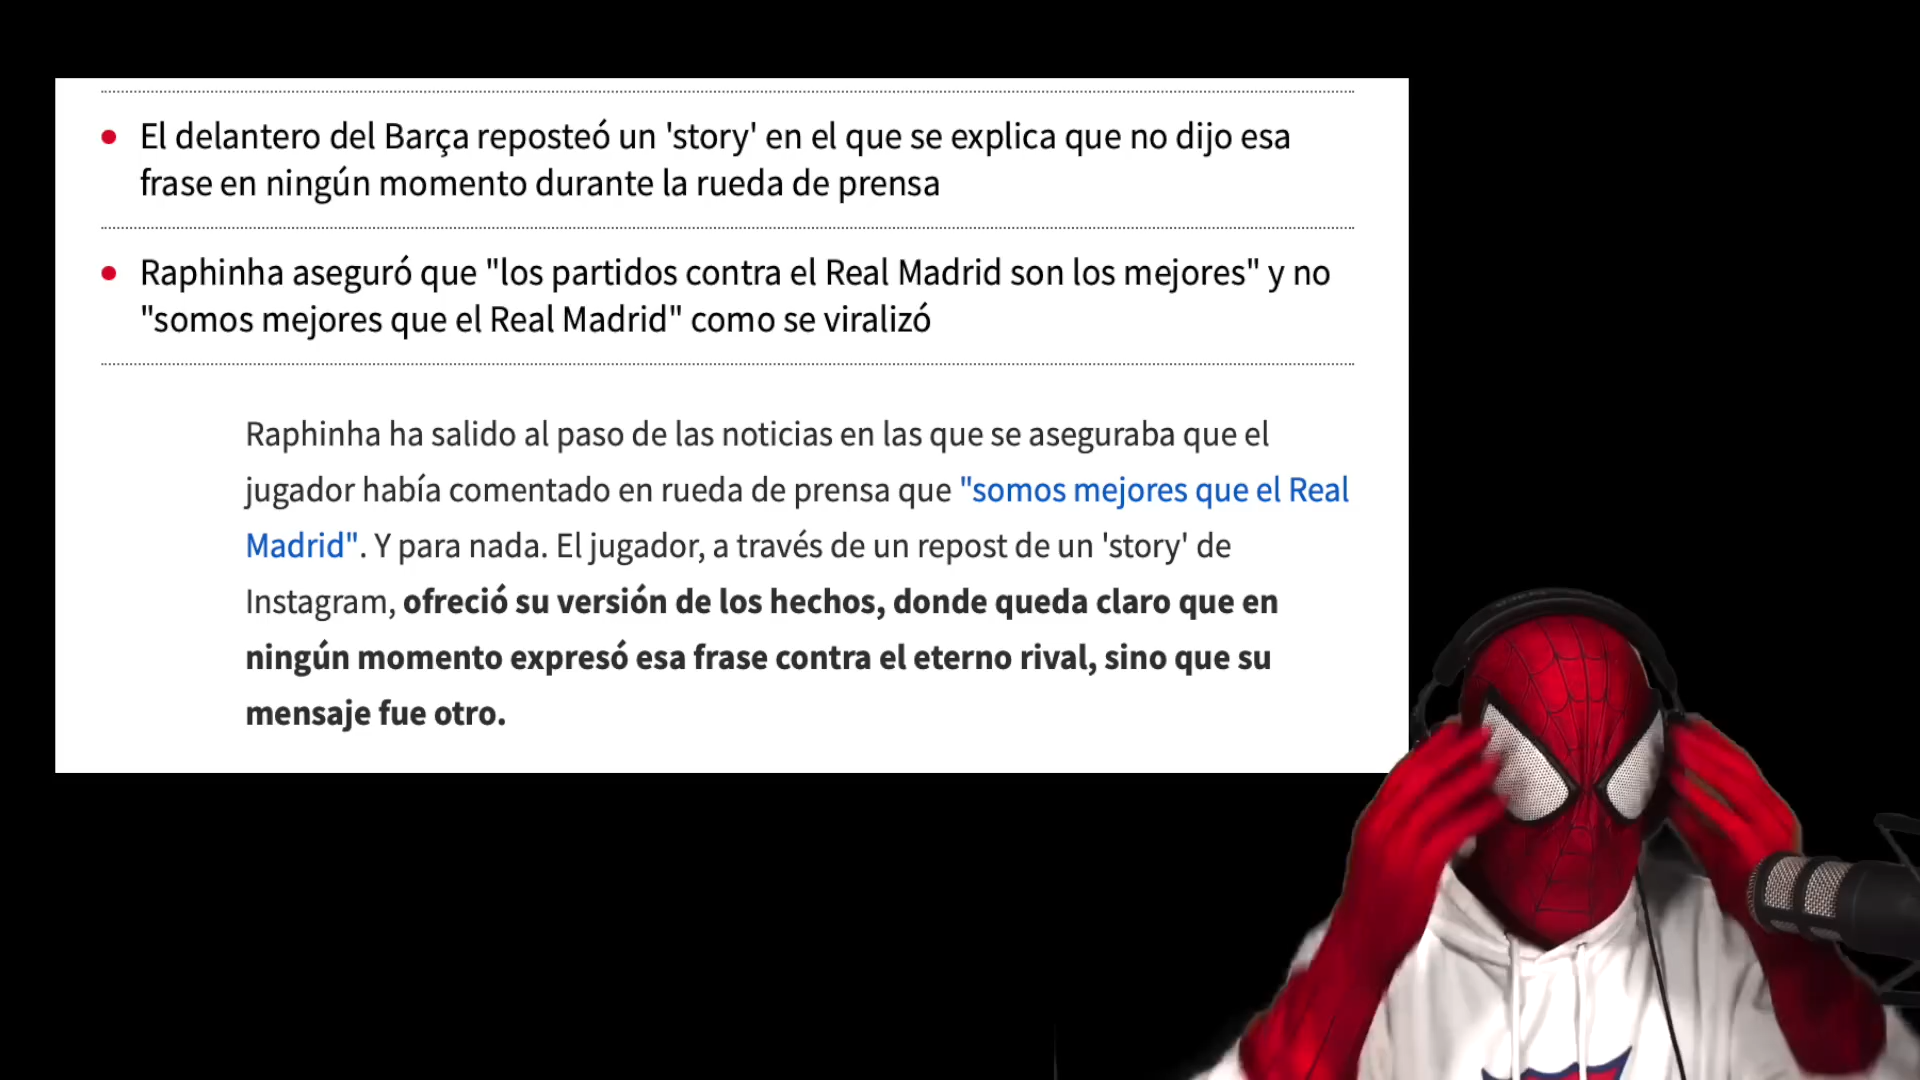 El delantero del Barça reposteó un 'story' en el que se explica que no dijo esa
frase en ningún momento durante la rueda de prensa
Raphinha aseguró que "los partidos contra el Real Madrid son los mejores" y no
"somos mejores que el Real Madrid" como se viralizó
Raphinha ha salido al paso de las noticias en las que se aseguraba que el
jugador había comentado en rueda de prensa que "somos mejores que el Real
Madrid". Y para nada. El jugador, a través de un repost de un 'story' de
Instagram, ofreció su versión de los hechos, donde queda claro que en
ningún momento expresó esa frase contra el eterno rival, sino que su
mensaje fue otro.